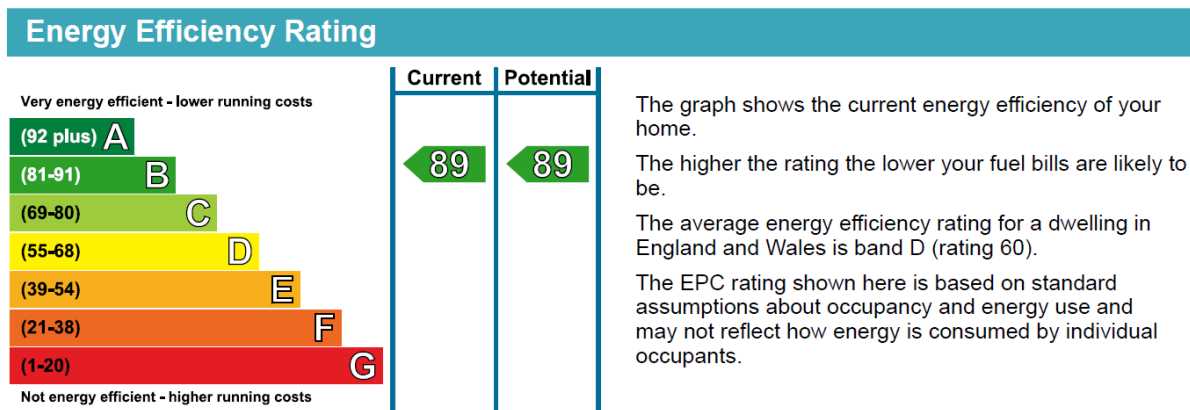 Energy Efficiency Rating
Current Potential
Very energy efficient - lower running costs
(92 plus) A
(81-91) B
89 89
(69-80) C
(55-68) D
(39-54) E
(21-38) F
(1-20) G
Not energy efficient - higher running costs
The graph shows the current energy efficiency of your
home.
The higher the rating the lower your fuel bills are likely to
be.
The average energy efficiency rating for a dwelling in
England and Wales is band D (rating 60).
The EPC rating shown here is based on standard
assumptions about occupancy and energy use and
may not reflect how energy is consumed by individual
occupants.